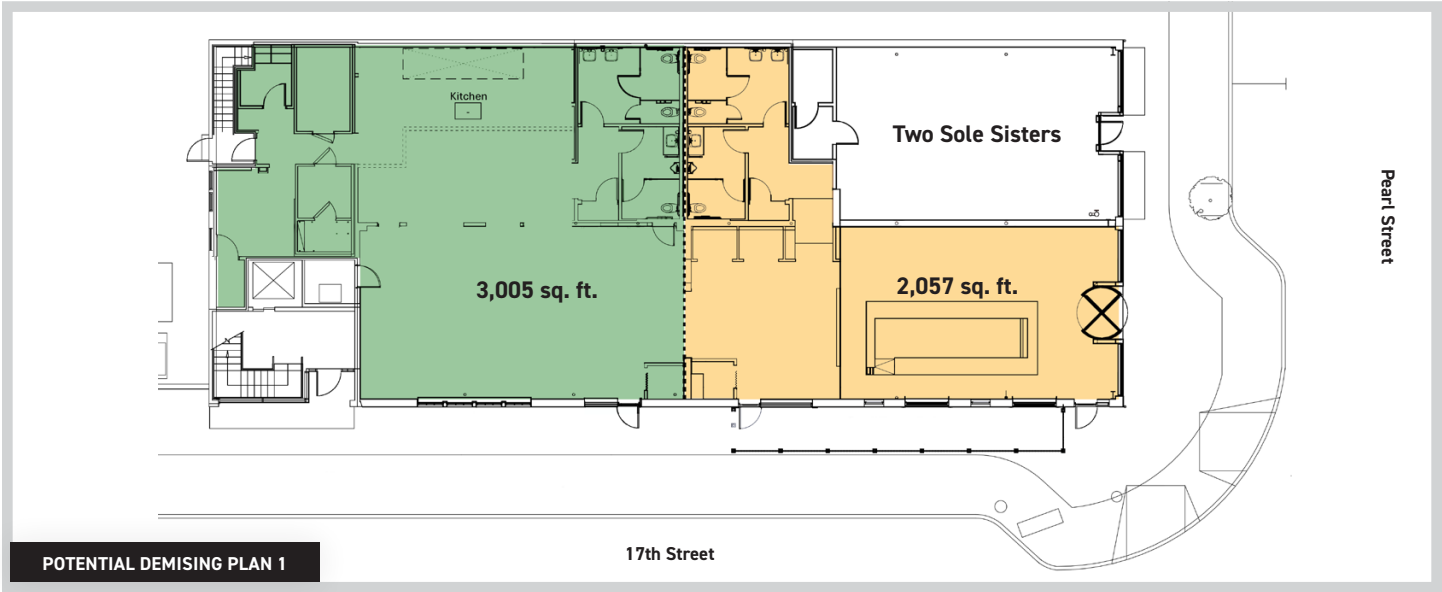 Kitchen
Two Sole Sisters
Pearl Street
3,005 sq. ft.
2,057 sq. ft.
17th Street
POTENTIAL DEMISING PLAN 1